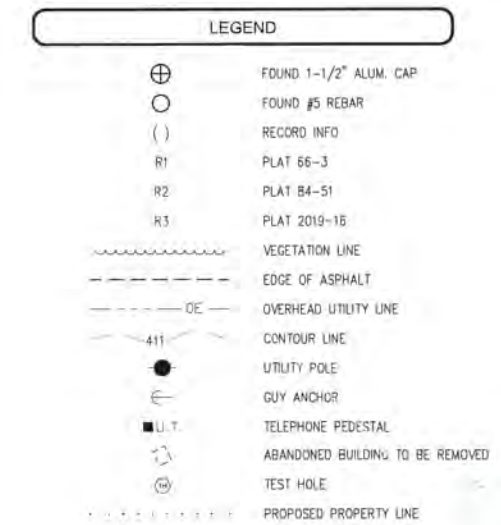 LEGEND
FOUND 1-1/2" ALUM. CAP
FOUND #5 REBAR
( ) RECORD INFO
R1 PLAT 66-3
R2 PLAT 84-51
R3 PLAT 2019-16
VEGETATION LINE
EDGE OF ASPHALT
OE OVERHEAD UTILITY LINE
411 CONTOUR LINE
UTILITY POLE
GUY ANCHOR
U.T. TELEPHONE PEDESTAL
ABANDONED BUILDING TO BE REMOVED
TH TEST HOLE
PROPOSED PROPERTY LINE